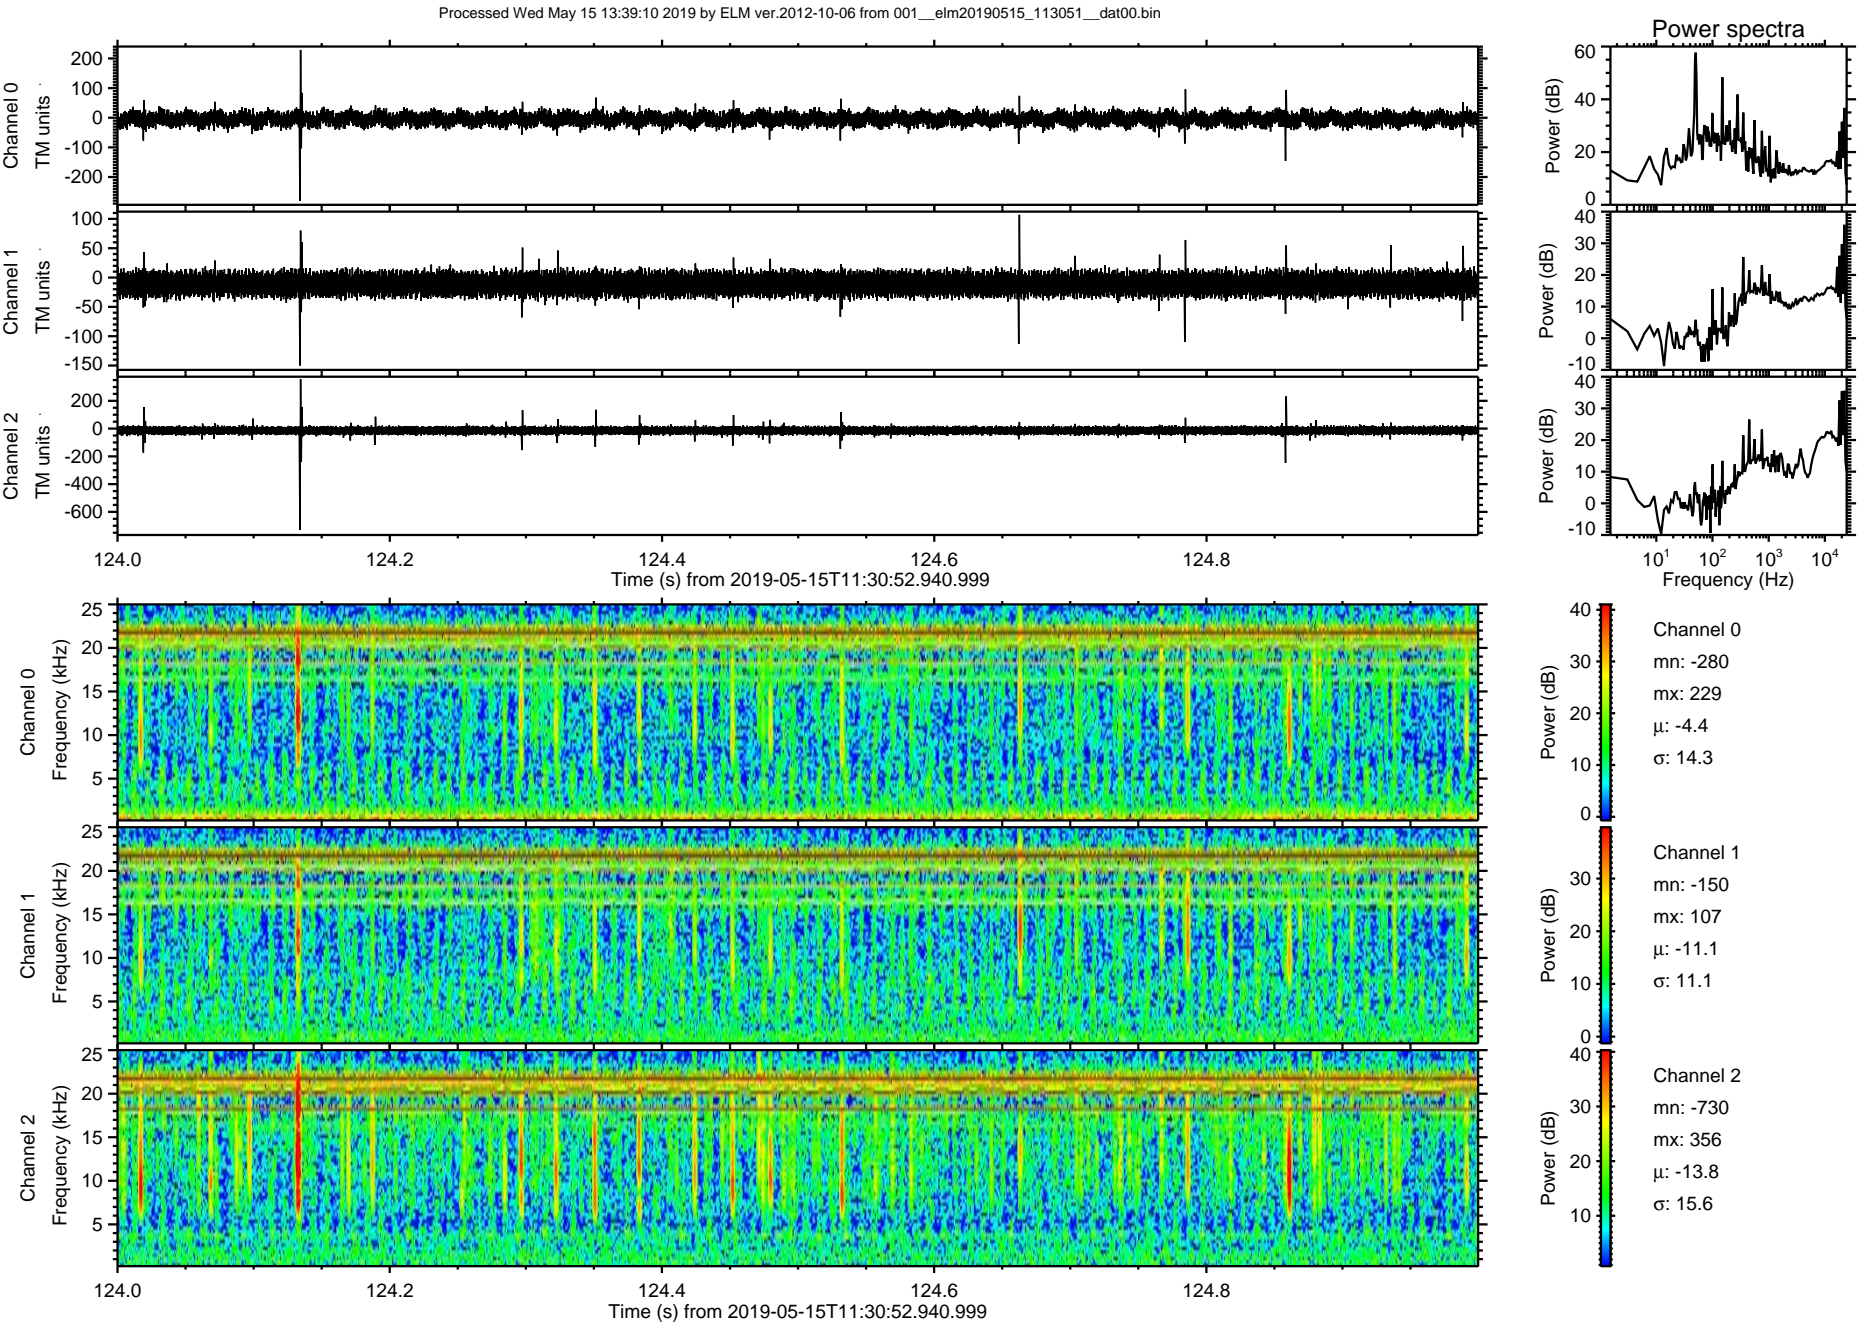 Processed Wed May 15 13:39:10 2019 by ELM ver.2012-10-06 from 001__elm20190515_113051__dat00.bin
Power spectra
Channel 0
TM units
200
100
0
-100
-200
Power (dB)
60
40
20
0
Channel 1
TM units
100
50
0
-50
-100
-150
Power (dB)
40
30
20
10
0
-10
Channel 2
TM units
200
0
-200
-400
-600
Power (dB)
40
30
20
10
0
-10
124.0 124.2 124.4 124.6 124.8
Time (s) from 2019-05-15T11:30:52.940.999
10^1 10^2 10^3 10^4
Frequency (Hz)
Channel 0
Frequency (kHz)
25
20
15
10
5
Power (dB)
40
30
20
10
0
Channel 0
mn: -280
mx: 229
μ: -4.4
σ: 14.3
Channel 1
Frequency (kHz)
25
20
15
10
5
Power (dB)
30
20
10
0
Channel 1
mn: -150
mx: 107
μ: -11.1
σ: 11.1
Channel 2
Frequency (kHz)
25
20
15
10
5
Power (dB)
40
30
20
10
Channel 2
mn: -730
mx: 356
μ: -13.8
σ: 15.6
124.0 124.2 124.4 124.6 124.8
Time (s) from 2019-05-15T11:30:52.940.999